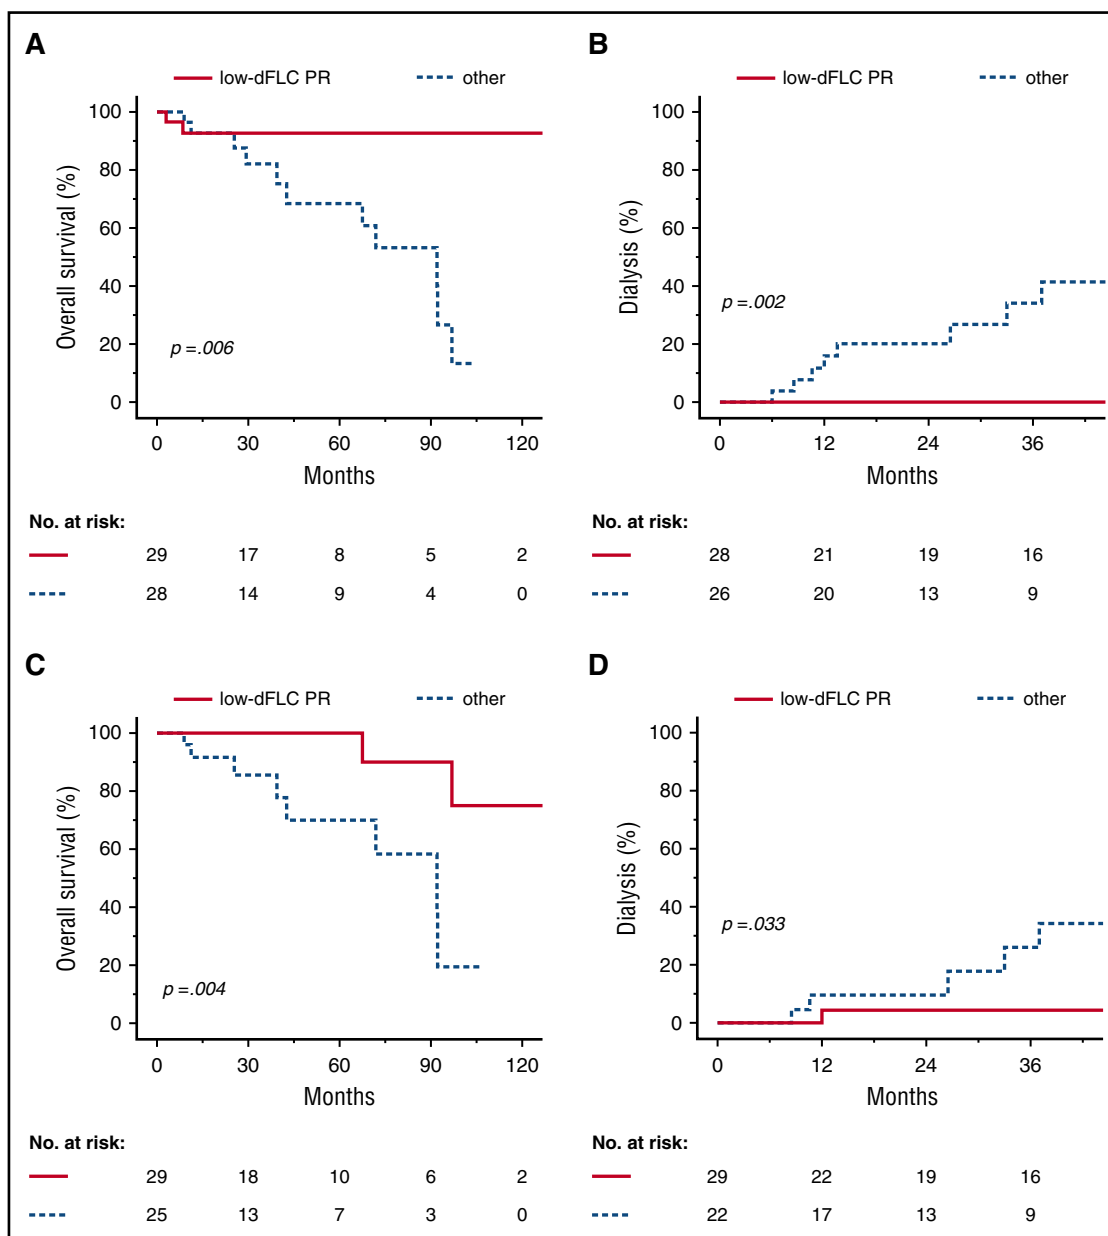 A
low-dFLC PR other
Overall survival (%)
100
80
60
40
20
0
p =.006
0 30 60 90 120
Months
No. at risk:
29 17 8 5 2
28 14 9 4 0
B
low-dFLC PR other
Dialysis (%)
100
80
60
40
20
0
p =.002
0 12 24 36
Months
No. at risk:
28 21 19 16
26 20 13 9
C
low-dFLC PR other
Overall survival (%)
100
80
60
40
20
0
p =.004
0 30 60 90 120
Months
No. at risk:
29 18 10 6 2
25 13 7 3 0
D
low-dFLC PR other
Dialysis (%)
100
80
60
40
20
0
p =.033
0 12 24 36
Months
No. at risk:
29 22 19 16
22 17 13 9